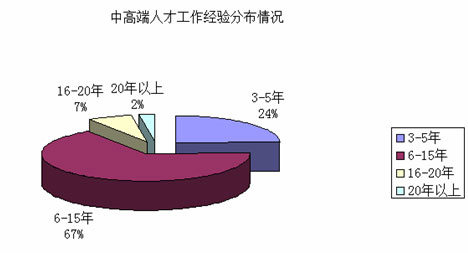 中高端人才工作经验分布情况
16-20年
7%
20年以上
2%
3-5年
24%
6-15年
67%
3-5年
6-15年
16-20年
20年以上